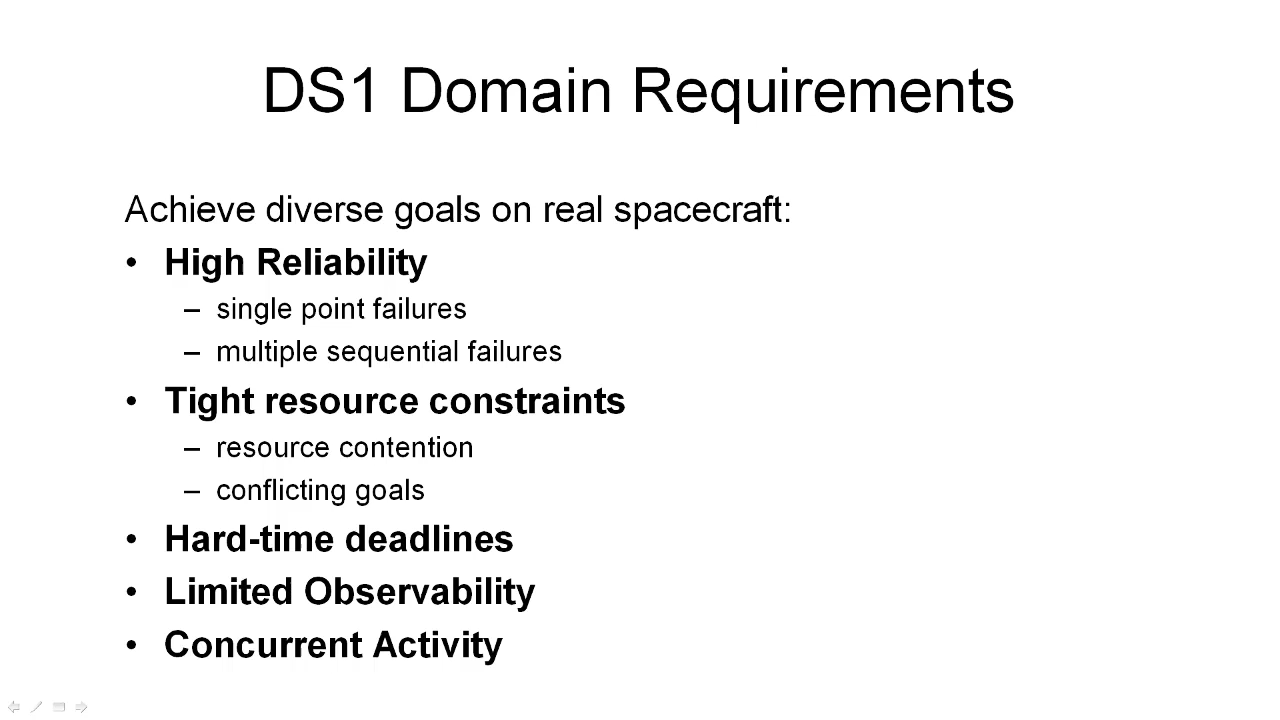 DS1 Domain Requirements
Achieve diverse goals on real spacecraft:
• High Reliability
– single point failures
– multiple sequential failures
• Tight resource constraints
– resource contention
– conflicting goals
• Hard-time deadlines
• Limited Observability
• Concurrent Activity